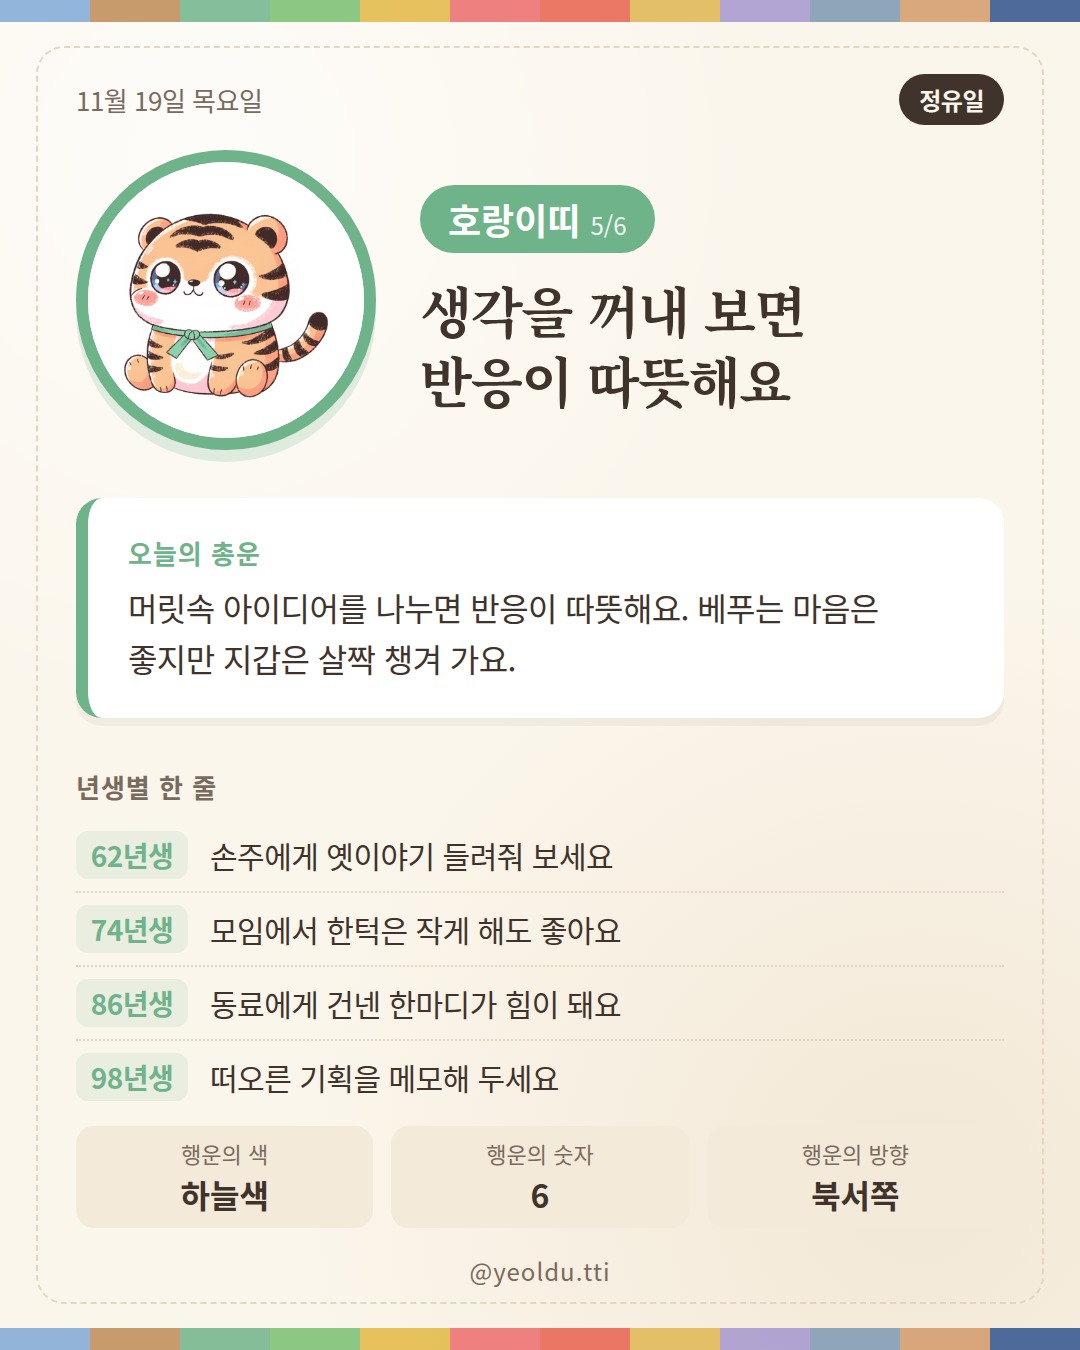 11월 19일 목요일
정유일
호랑이띠 5/6
생각을 꺼내 보면
반응이 따뜻해요
오늘의 총운
머릿속 아이디어를 나누면 반응이 따뜻해요. 베푸는 마음은
좋지만 지갑은 살짝 챙겨 가요.
년생별 한 줄
62년생 손주에게 옛이야기 들려줘 보세요
74년생 모임에서 한턱은 작게 해도 좋아요
86년생 동료에게 건넨 한마디가 힘이 돼요
98년생 떠오른 기획을 메모해 두세요
행운의 색
하늘색
행운의 숫자
6
행운의 방향
북서쪽
@yeoldu.tti